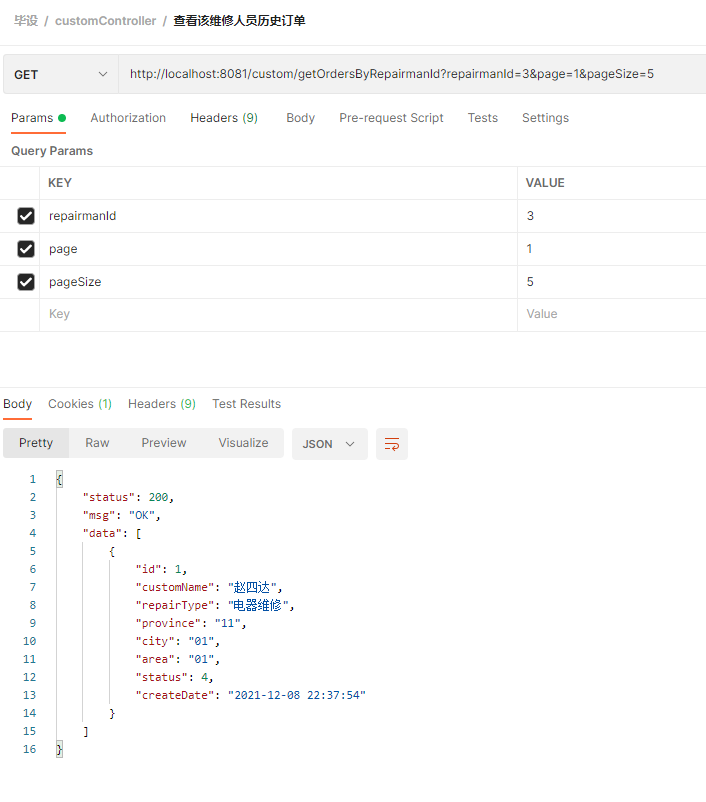 毕设 / customController / 查看该维修人员历史订单
GET http://localhost:8081/custom/getOrdersByRepairmanId?repairmanId=3&page=1&pageSize=5
Params Authorization Headers (9) Body Pre-request Script Tests Settings
Query Params
KEY VALUE
repairmanId 3
page 1
pageSize 5
Key Value
Body Cookies (1) Headers (9) Test Results
Pretty Raw Preview Visualize JSON
1 {
2 "status": 200,
3 "msg": "OK",
4 "data": [
5 {
6 "id": 1,
7 "customName": "赵四达",
8 "repairType": "电器维修",
9 "province": "11",
10 "city": "01",
11 "area": "01",
12 "status": 4,
13 "createDate": "2021-12-08 22:37:54"
14 }
15 ]
16 }